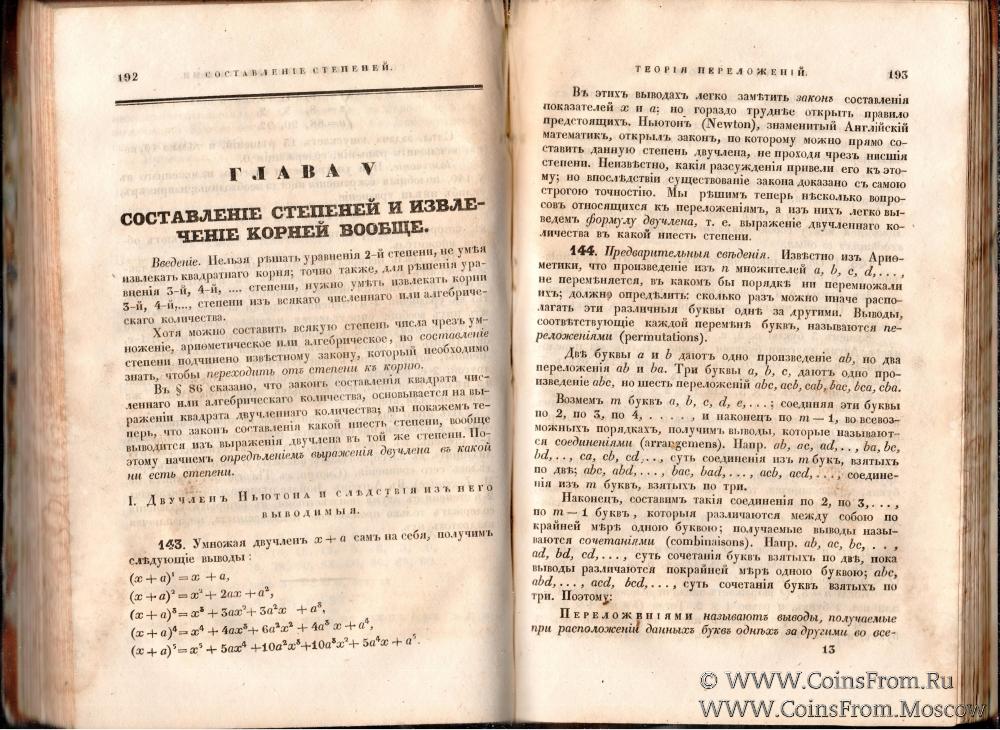 192
СОСТАВЛЕНІЕ СТЕПЕНЕЙ.
ГЛАВА V
СОСТАВЛЕНІЕ СТЕПЕНЕЙ И ИЗВЛЕ-
ЧЕНІЕ КОРНЕЙ ВООБЩЕ.
Введеніе. Нельзя рѣшать уравненія 2-й степени, не умѣя
извлекать квадратнаго корня; точно также, для рѣшенія ура-
вненія 3-й, 4-й, .... степени, нужно умѣть извлекать корни
3-й, 4-й,..., степени изъ всякаго численнаго или алгебриче-
скаго количества.
Хотя можно составить всякую степень числа чрезъ ум-
ноженіе, ариѳметическое или алгебрическое, но составленіе
степени подчинено извѣстному закону, который необходимо
знать, чтобы переходить отъ степени къ корню.
Въ § 86 сказано, что законъ составленія квадрата чис-
леннаго или алгебрическаго количества, основывается на вы-
раженіи квадрата двучленнаго количества; мы покажемъ те-
перь, что законъ составленія какой ниесть степени, вообще
выводится изъ выраженія двучлена въ той же степени. По-
этому начнемъ опредѣленіемъ выраженія двучлена въ какой
ни есть степени.
I. Двучленъ Ньютона и слѣдствія изъ него
выводимыя.
143. Умножая двучленъ x + a самъ на себя, получимъ
слѣдующіе выводы:
(x + a)¹ = x + a,
(x + a)² = x² + 2ax + a²,
(x + a)³ = x³ + 3ax² + 3a²x + a³,
(x + a)⁴ = x⁴ + 4ax³ + 6a²x² + 4a³x + a⁴,
(x + a)⁵ = x⁵ + 5ax⁴ + 10a²x³ + 10a³x² + 5a⁴x + a⁵.
ТЕОРІЯ ПЕРЕЛОЖЕНІЙ.
193
Въ этихъ выводахъ легко замѣтить законъ составленія
показателей x и a; но гораздо труднѣе открыть правило
предстоящихъ. Ньютонъ (Newton), знаменитый Англійскій
математикъ, открылъ законъ, по которому можно прямо со-
ставить данную степень двучлена, не проходя чрезъ нисшія
степени. Неизвѣстно, какія разсужденія привели его къ это-
му; но впослѣдствіи существованіе закона доказано съ самою
строгою точностію. Мы рѣшимъ теперь нѣсколько вопро-
совъ относящихся къ переложеніямъ, а изъ нихъ легко вы-
ведемъ формулу двучлена, т. е. выраженіе двучленнаго ко-
личества въ какой ниесть степени.
144. Предварительныя свѣдѣнія. Извѣстно изъ Ариѳ-
метики, что произведеніе изъ n множителей a, b, c, d,....,
не перемѣняется, въ какомъ бы порядкѣ ни перемножали
ихъ; должно опредѣлить: сколько разъ можно иначе распо-
лагать эти различныя буквы однѣ за другими. Выводы,
соотвѣтствующіе каждой перемѣнѣ буквъ, называются пе-
реложеніями (permutations).
Двѣ буквы a и b даютъ одно произведеніе ab, но два
переложенія ab и ba. Три буквы a, b, c, даютъ одно про-
изведеніе abc, но шесть переложеній abc, acb, cab, bac, bca, cba.
Возмемъ m буквъ a, b, c, d, e,...; соединяя эти буквы
по 2, по 3, по 4, ....., и наконецъ по m — 1, во всевоз-
можныхъ порядкахъ, получимъ выводы, которые называют-
ся соединеніями (arrangemens). Напр. ab, ac, ad,.., ba, bc,
bd,.., ca, cb, cd,.., суть соединенія изъ m букъ, взятыхъ
по двѣ; abc, abd,..., bac, bad,..., acb, acd,..., соедине-
нія изъ m буквъ, взятыхъ по три.
Наконецъ, составимъ такія соединенія по 2, по 3,....,
по m — 1 буквъ, которыя различаются между собою по
крайней мѣрѣ одною буквою; получаемые выводы назы-
ваются сочетаніями (combinaisons). Напр. ab, ac, bc, . . ,
ad, bd, cd,..., суть сочетанія буквъ взятыхъ по двѣ, пока
выводы различаются покрайней мѣрѣ одною буквою; abc,
abd,..., acd, bcd,...., суть сочетанія буквъ взятыхъ по
три. Поэтому:
Переложеніями называютъ выводы, получаемые
при расположеніи данныхъ буквъ однѣхъ за другими во все-
13
© WWW.CoinsFrom.Ru
WWW.CoinsFrom.Moscow